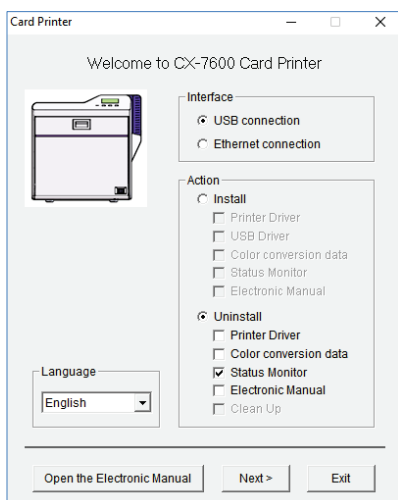 Card Printer
Welcome to CX-7600 Card Printer
Interface
USB connection
Ethernet connection
Action
Install
Printer Driver
USB Driver
Color conversion data
Status Monitor
Electronic Manual
Uninstall
Printer Driver
Color conversion data
Status Monitor
Electronic Manual
Clean Up
Language
English
Open the Electronic Manual Next > Exit